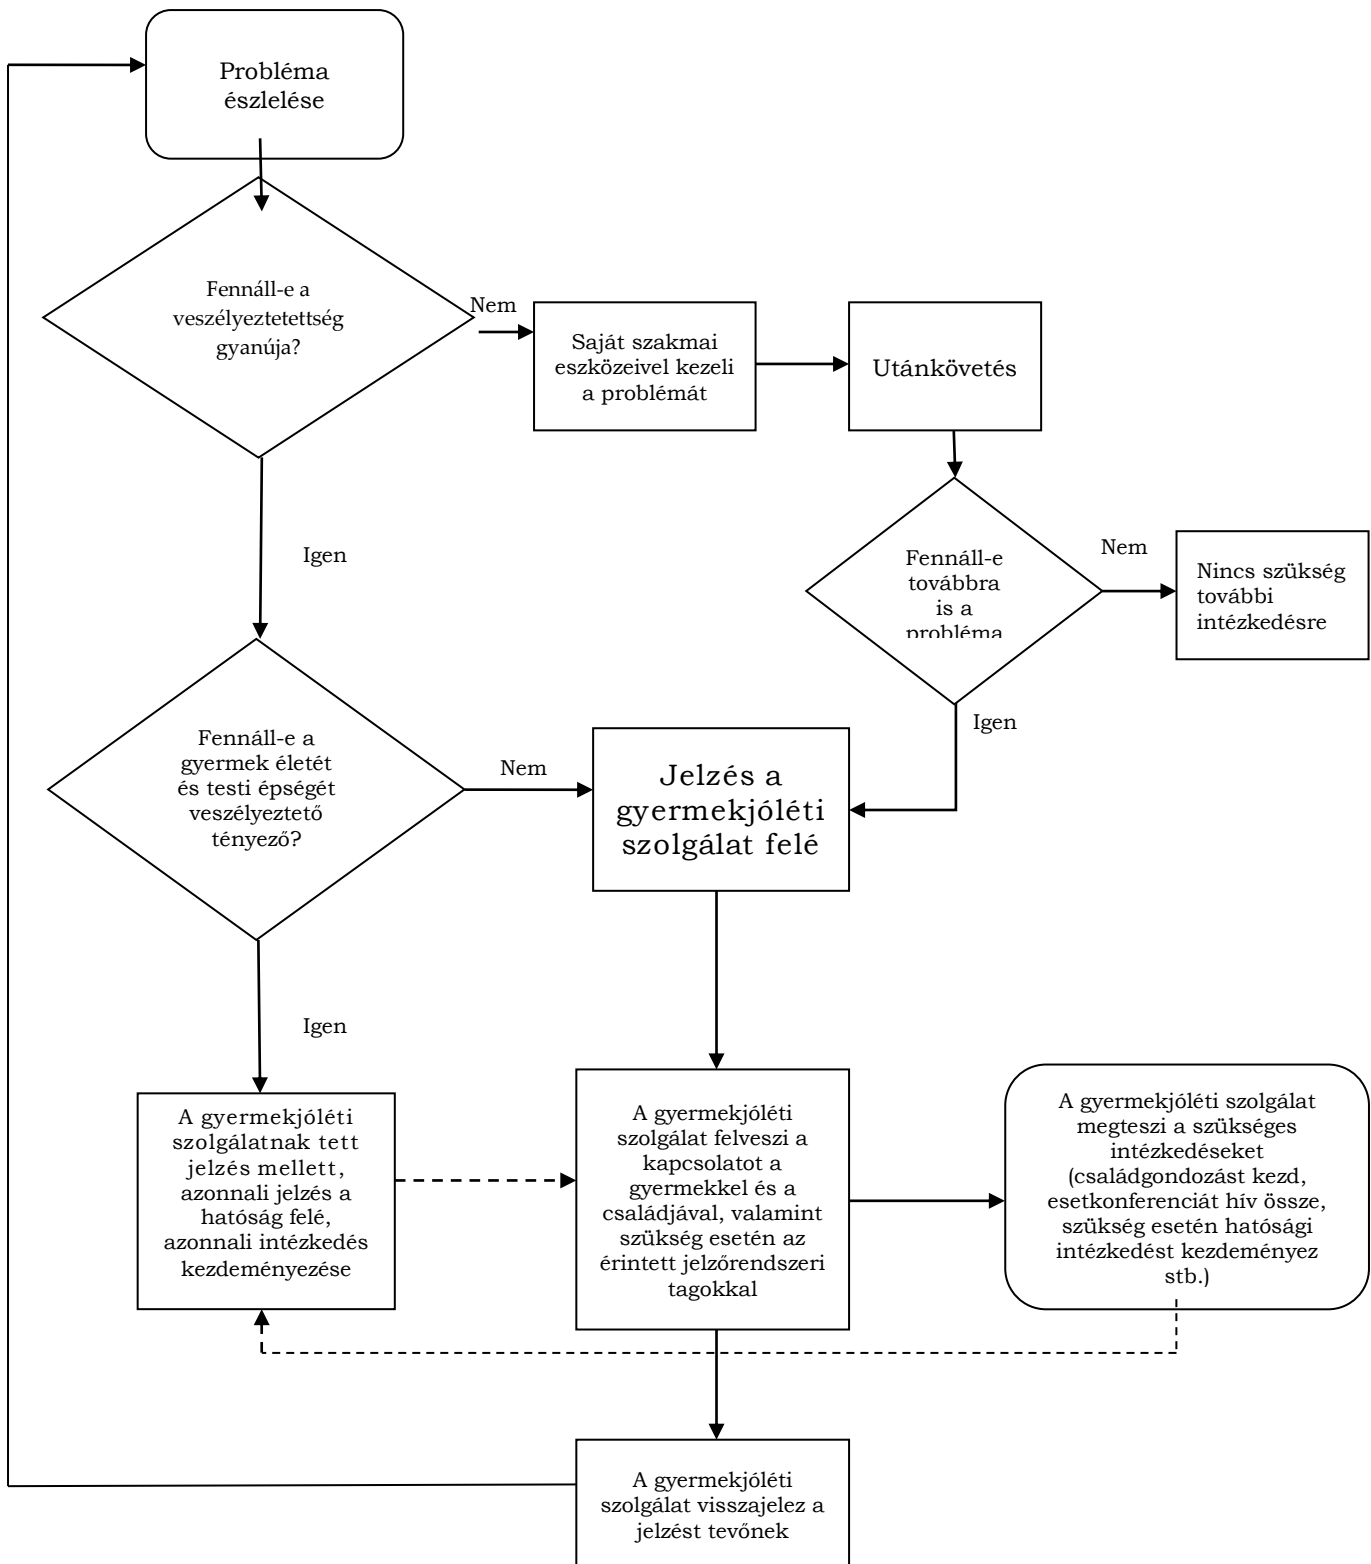 Probléma
észlelése
Fennáll-e a
veszélyeztetettség
gyanúja?
Nem
Saját szakmai
eszközeivel kezeli
a problémát
Utánkövetés
Igen
Fennáll-e
továbbra
is a
probléma
Nem
Nincs szükség
további
intézkedésre
Igen
Fennáll-e a
gyermek életét
és testi épségét
veszélyeztető
tényező?
Nem
Jelzés a
gyermekjóléti
szolgálat felé
Igen
A gyermekjóléti
szolgálatnak tett
jelzés mellett,
azonnali jelzés a
hatóság felé,
azonnali intézkedés
kezdeményezése
A gyermekjóléti
szolgálat felveszi a
kapcsolatot a
gyermekkel és a
családjával, valamint
szükség esetén az
érintett jelzőrendszeri
tagokkal
A gyermekjóléti szolgálat
megteszi a szükséges
intézkedéseket
(családgondozást kezd,
esetkonferenciát hív össze,
szükség esetén hatósági
intézkedést kezdeményez
stb.)
A gyermekjóléti
szolgálat visszajelez a
jelzést tevőnek